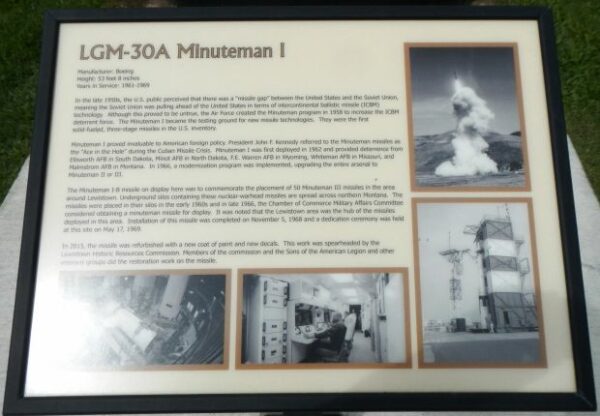 LGM-30A Minuteman I
Manufacturer: Boeing
Height: 53 feet 8 inches
Years in Service: 1961-1969
In the late 1950s, the U.S. public perceived that there was a "missile gap" between the United States and the Soviet Union,
meaning the Soviet Union was pulling ahead of the United States in terms of intercontinental ballistic missile (ICBM)
technology. Although this proved to be untrue, the Air Force created the Minuteman program in 1958 to increase the ICBM
deterrent force. The Minuteman I became the testing ground for new missile technologies. They were the first
solid-fueled, three-stage missiles in the U.S. inventory.
Minuteman I proved invaluable to American foreign policy. President John F. Kennedy referred to the Minuteman missiles as
the "Ace in the Hole" during the Cuban Missile Crisis. Minuteman I was first deployed in 1962 and provided deterrence from
Ellsworth AFB in South Dakota, Minot AFB in North Dakota, F.E. Warren AFB in Wyoming, Whiteman AFB in Missouri, and
Malmstrom AFB in Montana. In 1966, a modernization program was implemented, upgrading the entire arsenal to
Minuteman II or III.
The Minuteman I-B missile on display here was to commemorate the placement of 50 Minuteman III missiles in the area
around Lewistown. Underground silos containing these nuclear warhead missiles are spread across northern Montana. The
missiles were placed in their silos in the early 1960s and in late 1966, the Chamber of Commerce Military Affairs Committee
considered obtaining a minuteman missile for display. It was noted that the Lewistown area was the hub of the missiles
deployed in this area. Installation of this missile was completed on November 5, 1968 and a dedication ceremony was held
at this site on May 17, 1969.
In 2015, the missile was refurbished with a new coat of paint and new decals. This work was spearheaded by the
Lewistown Historic Resources Commission. Members of the commission and the Sons of the American Legion and other
groups did the restoration work on the missile.